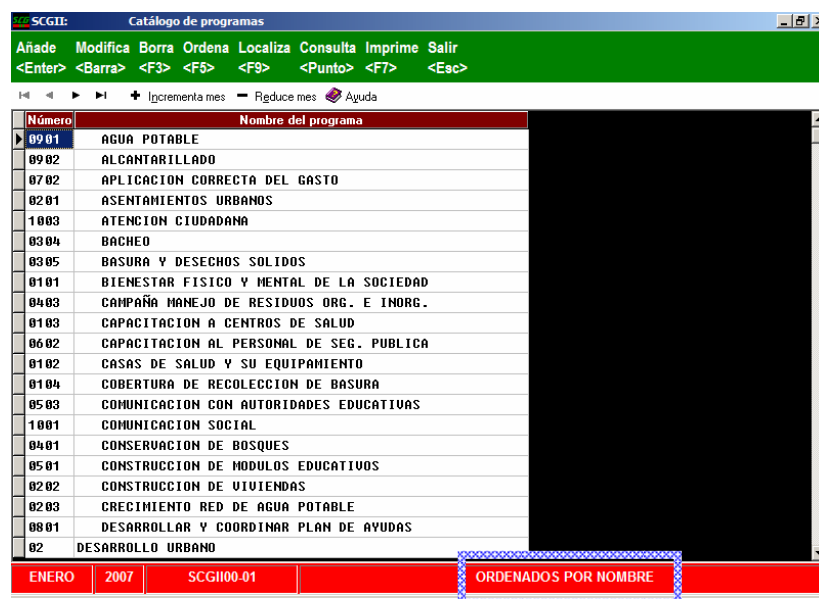 SCG SCGII: Catálogo de programas
Añade Modifica Borra Ordena Localiza Consulta Imprime Salir
<Enter> <Barra> <F3> <F5> <F9> <Punto> <F7> <Esc>
Incrementa mes Reduce mes Ayuda
Número Nombre del programa
0901 AGUA POTABLE
0902 ALCANTARILLADO
0702 APLICACION CORRECTA DEL GASTO
0201 ASENTAMIENTOS URBANOS
1003 ATENCION CIUDADANA
0304 BACHEO
0305 BASURA Y DESECHOS SOLIDOS
0101 BIENESTAR FISICO Y MENTAL DE LA SOCIEDAD
0403 CAMPAÑA MANEJO DE RESIDUOS ORG. E INORG.
0103 CAPACITACION A CENTROS DE SALUD
0602 CAPACITACION AL PERSONAL DE SEG. PUBLICA
0102 CASAS DE SALUD Y SU EQUIPAMIENTO
0104 COBERTURA DE RECOLECCION DE BASURA
0503 COMUNICACION CON AUTORIDADES EDUCATIVAS
1001 COMUNICACION SOCIAL
0401 CONSERVACION DE BOSQUES
0501 CONSTRUCCION DE MODULOS EDUCATIVOS
0202 CONSTRUCCION DE VIVIENDAS
0203 CRECIMIENTO RED DE AGUA POTABLE
0801 DESARROLLAR Y COORDINAR PLAN DE AYUDAS
02 DESARROLLO URBANO
ENERO 2007 SCGII00-01 ORDENADOS POR NOMBRE